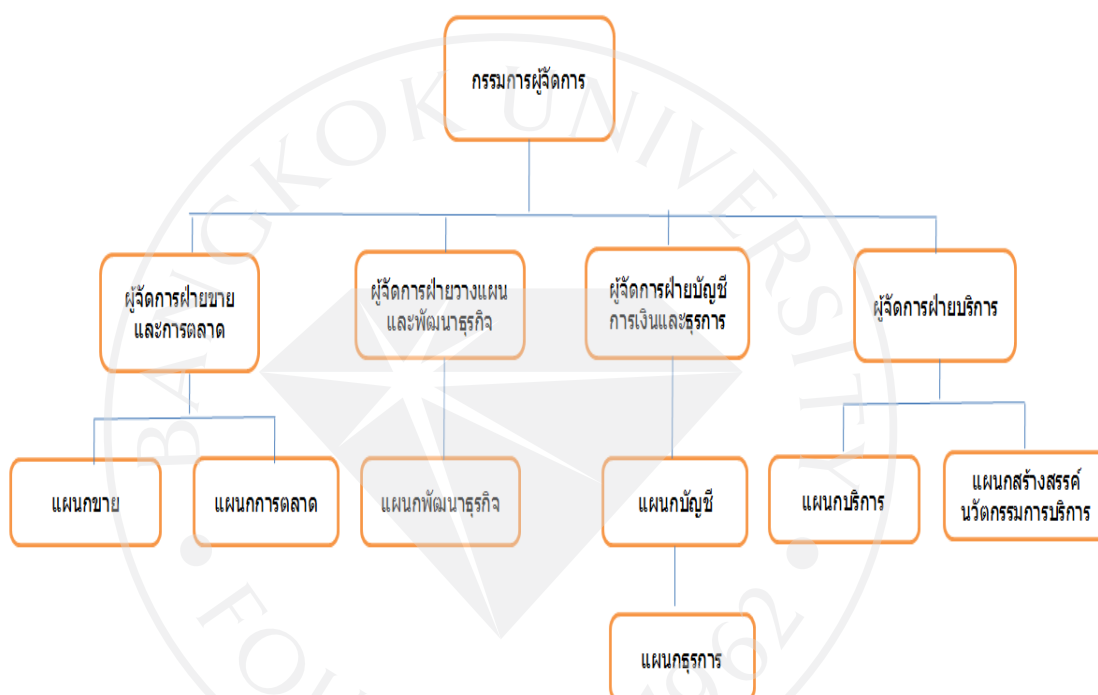 กรรมการผู้จัดการ
ผู้จัดการฝ่ายขาย
และการตลาด
ผู้จัดการฝ่ายวางแผน
และพัฒนาธุรกิจ
ผู้จัดการฝ่ายบัญชี
การเงินและธุรการ
ผู้จัดการฝ่ายบริการ
แผนกขาย
แผนกการตลาด
แผนกพัฒนาธุรกิจ
แผนกบัญชี
แผนกบริการ
แผนกสร้างสรรค์
นวัตกรรมการบริการ
แผนกธุรการ
BANGKOK UNIVERSITY
1962